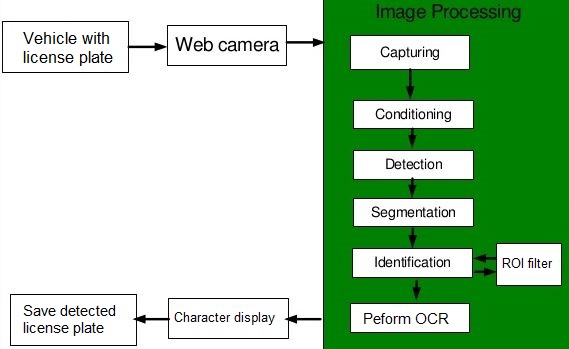 Image Processing
Vehicle with
license plate
Web camera
Capturing
Conditioning
Detection
Segmentation
Identification
ROI filter
Peform OCR
Character display
Save detected
license plate